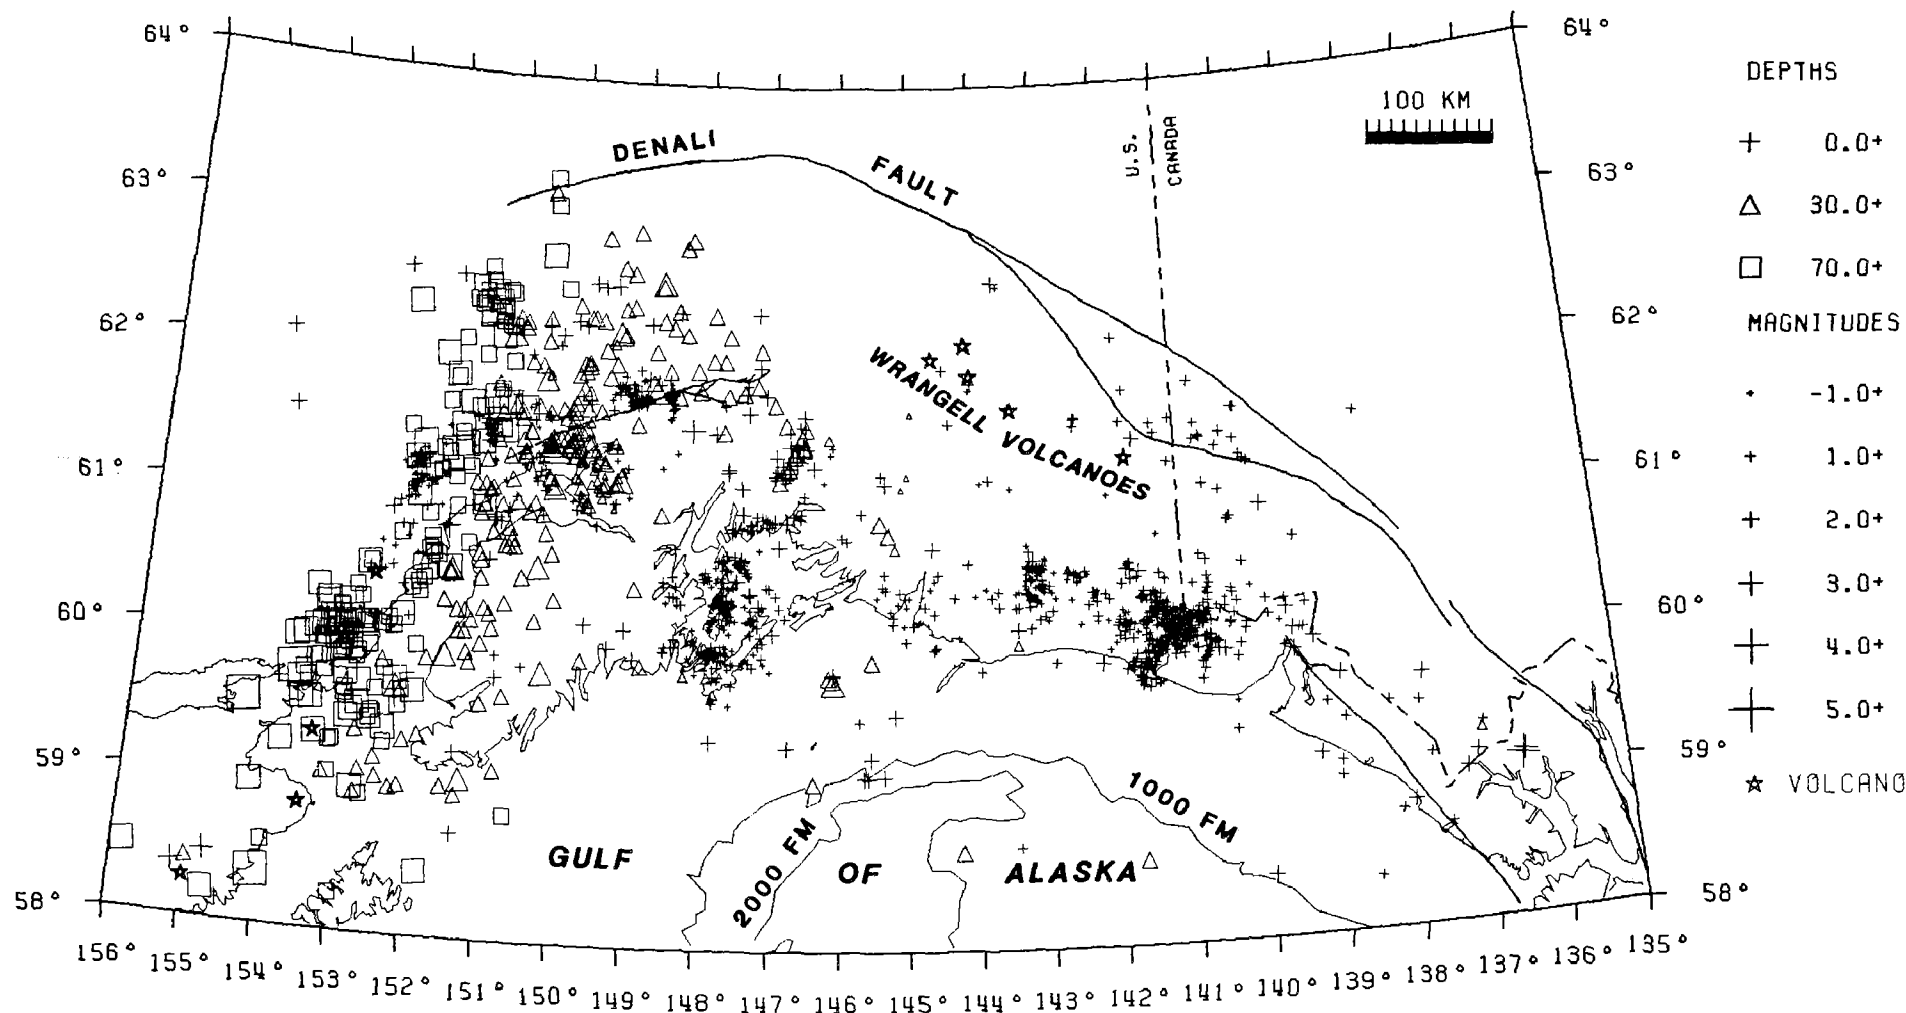 64°
64°
DEPTHS
0.0+
30.0+
70.0+
MAGNITUDES
-1.0+
1.0+
2.0+
3.0+
4.0+
5.0+
VOLCANO
100 KM
DENALI FAULT
U.S.
CANADA
63°
63°
62°
62°
WRANGELL VOLCANOES
61°
61°
60°
60°
59°
59°
1000 FM
2000 FM
GULF OF ALASKA
58°
58°
156° 155° 154° 153° 152° 151° 150° 149° 148° 147° 146° 145° 144° 143° 142° 141° 140° 139° 138° 137° 136° 135°